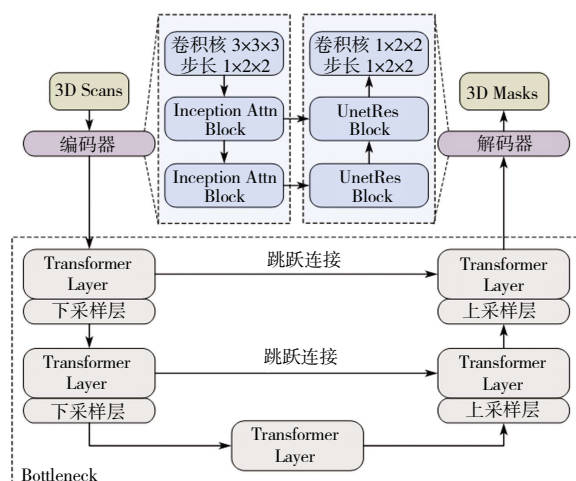 卷积核 3×3×3
步长 1×2×2
卷积核 1×2×2
步长 1×2×2
3D Scans
3D Masks
Inception Attn
Block
UnetRes
Block
编码器
解码器
Inception Attn
Block
UnetRes
Block
Transformer
Layer
跳跃连接
Transformer
Layer
下采样层
上采样层
Transformer
Layer
跳跃连接
Transformer
Layer
下采样层
上采样层
Transformer
Layer
Bottleneck